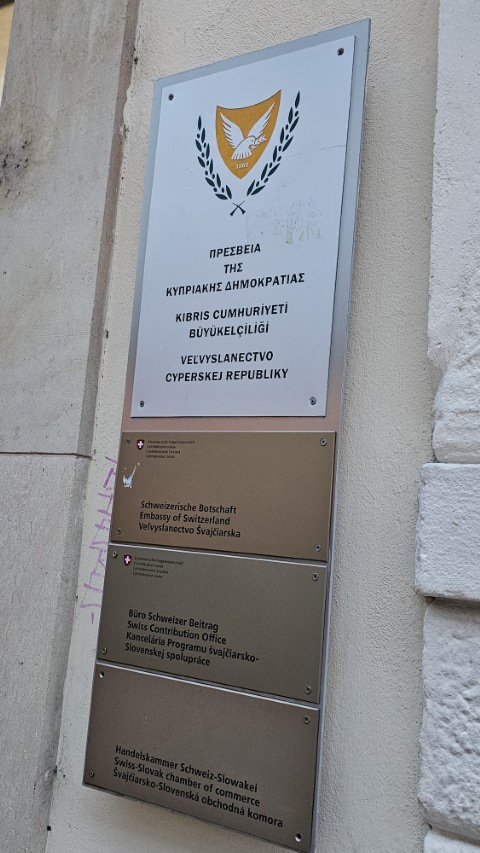 1960
ΠΡΕΣΒΕΙΑ
ΤΗΣ
ΚΥΠΡΙΑΚΗΣ ΔΗΜΟΚΡΑΤΙΑΣ
KIBRIS CUMHURİYETİ
BÜYÜKELÇİLİĞİ
VEĽVYSLANECTVO
CYPERSKEJ REPUBLIKY
Schweizerische Botschaft
Embassy of Switzerland
Veľvyslanectvo Švajčiarska
Büro Schweizer Beitrag
Swiss Contribution Office
Kancelária Programu švajčiarsko-
Slovenskej spolupráce
Handelskammer Schweiz-Slowakei
Swiss-Slovak chamber of commerce
Švajčiarsko-Slovenská obchodná komora